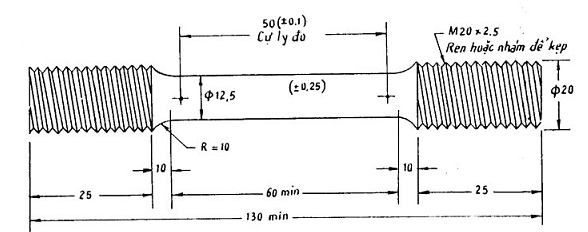 50(±0.1)
Cự ly đo
M20×2.5
Ren hoặc nhám để kẹp
ϕ12,5
(±0,25)
ϕ20
R = 10
10
10
25
60 min
25
130 min